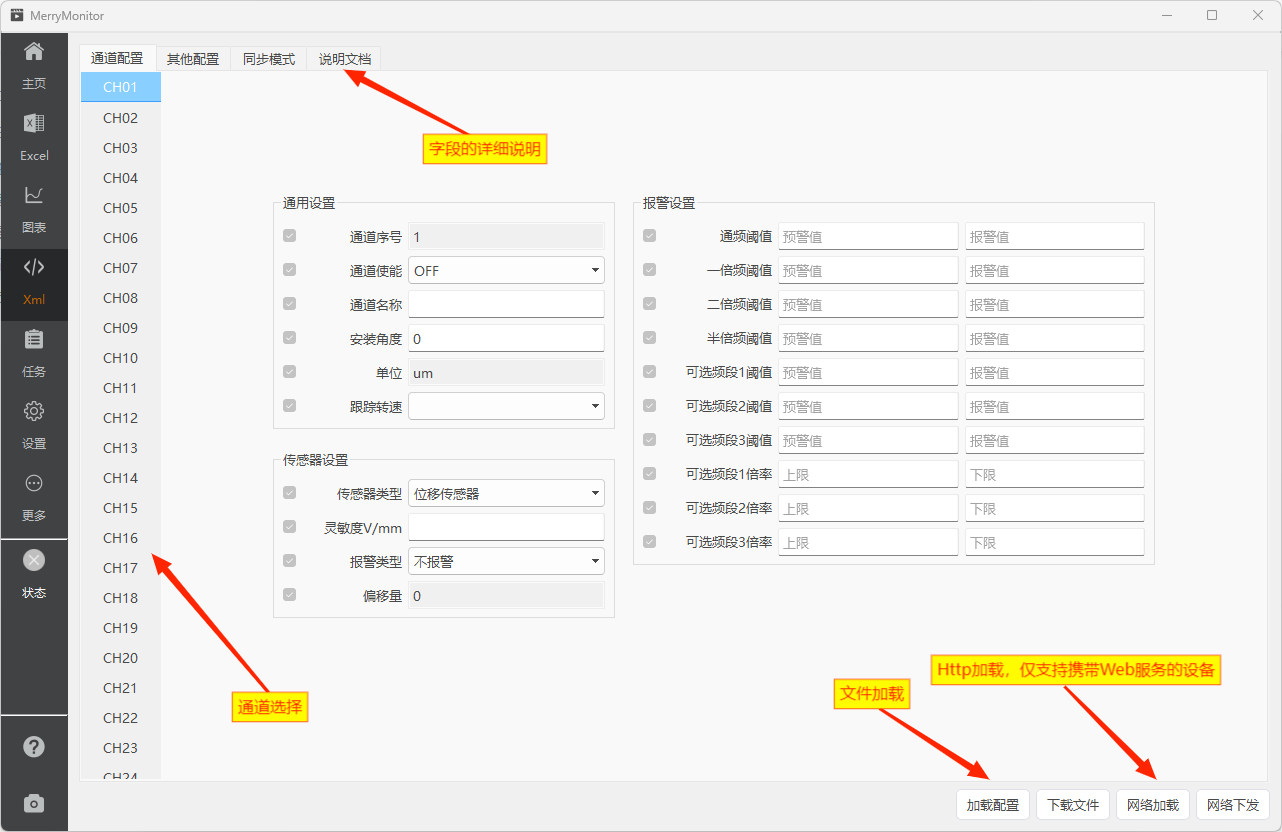 MerryMonitor
主页
Excel
图表
Xml
任务
设置
更多
状态
通道配置 其他配置 同步模式 说明文档
字段的详细说明
CH01
CH02
CH03
CH04
CH05
CH06
CH07
CH08
CH09
CH10
CH11
CH12
CH13
CH14
CH15
CH16
CH17
CH18
CH19
CH20
CH21
CH22
CH23
CH24
通道选择
通用设置
通道序号 1
通道使能 OFF
通道名称
安装角度 0
单位 um
跟踪转速
传感器设置
传感器类型 位移传感器
灵敏度V/mm
报警类型 不报警
偏移量 0
报警设置
通频阈值 预警值 报警值
一倍频阈值 预警值 报警值
二倍频阈值 预警值 报警值
半倍频阈值 预警值 报警值
可选频段1阈值 预警值 报警值
可选频段2阈值 预警值 报警值
可选频段3阈值 预警值 报警值
可选频段1倍率 上限 下限
可选频段2倍率 上限 下限
可选频段3倍率 上限 下限
Http加载，仅支持携带Web服务的设备
文件加载
加载配置 下载文件 网络加载 网络下发